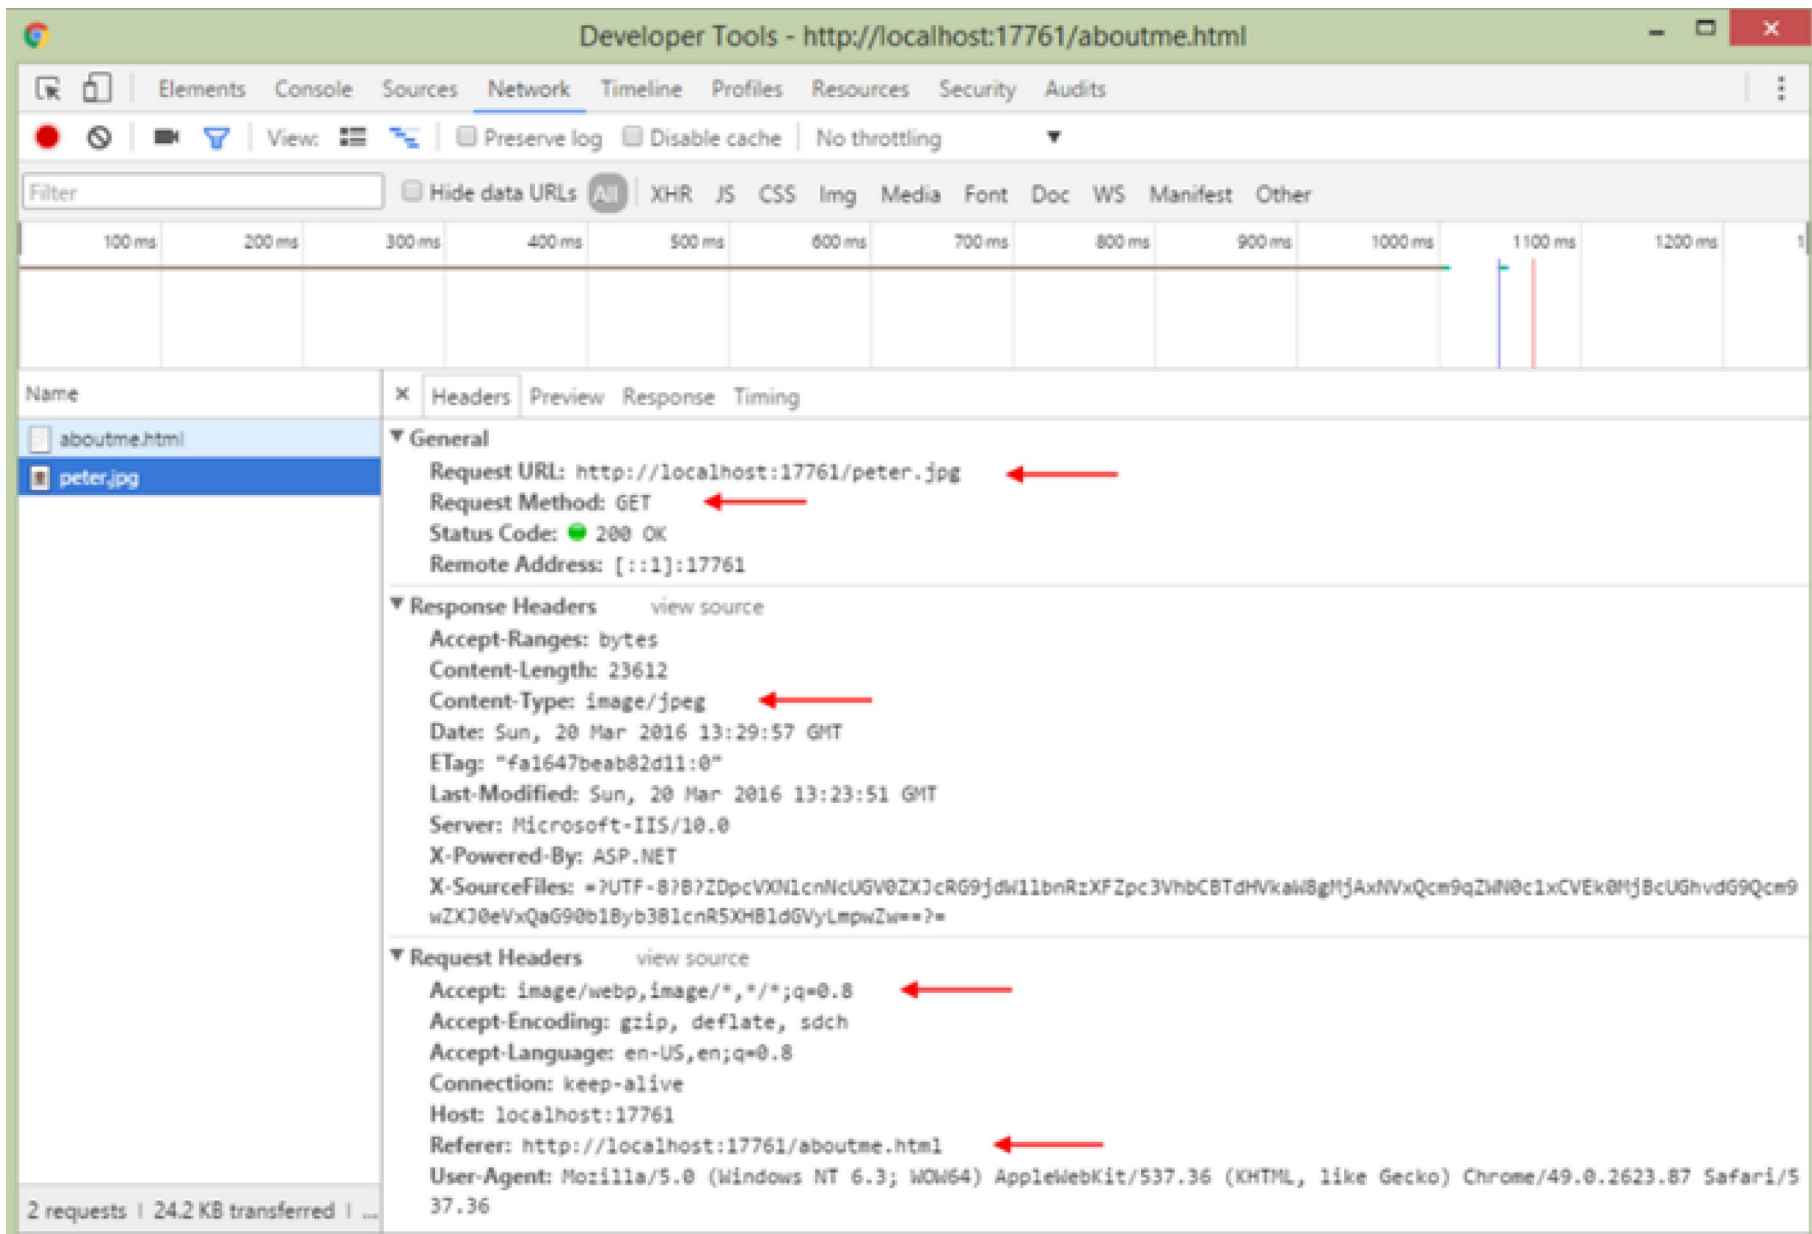 Developer Tools - http://localhost:17761/aboutme.html
Elements Console Sources Network Timeline Profiles Resources Security Audits
View: Preserve log Disable cache No throttling
Filter Hide data URLs All XHR JS CSS Img Media Font Doc WS Manifest Other
100 ms 200 ms 300 ms 400 ms 500 ms 600 ms 700 ms 800 ms 900 ms 1000 ms 1100 ms 1200 ms
Name
aboutme.html
peter.jpg
Headers Preview Response Timing
General
Request URL: http://localhost:17761/peter.jpg
Request Method: GET
Status Code: 200 OK
Remote Address: [::1]:17761
Response Headers view source
Accept-Ranges: bytes
Content-Length: 23612
Content-Type: image/jpeg
Date: Sun, 20 Mar 2016 13:29:57 GMT
ETag: "fa1647beab82d11:0"
Last-Modified: Sun, 20 Mar 2016 13:23:51 GMT
Server: Microsoft-IIS/10.0
X-Powered-By: ASP.NET
X-SourceFiles:
Request Headers view source
Accept: image/webp,image/*,*/*;q=0.8
Accept-Encoding: gzip, deflate, sdch
Accept-Language: en-US,en;q=0.8
Connection: keep-alive
Host: localhost:17761
Referer: http://localhost:17761/aboutme.html
User-Agent: Mozilla/5.0 (Windows NT 6.3; WOW64) AppleWebKit/537.36 (KHTML, like Gecko) Chrome/49.0.2623.87 Safari/5
37.36
2 requests | 24.2 KB transferred | ...